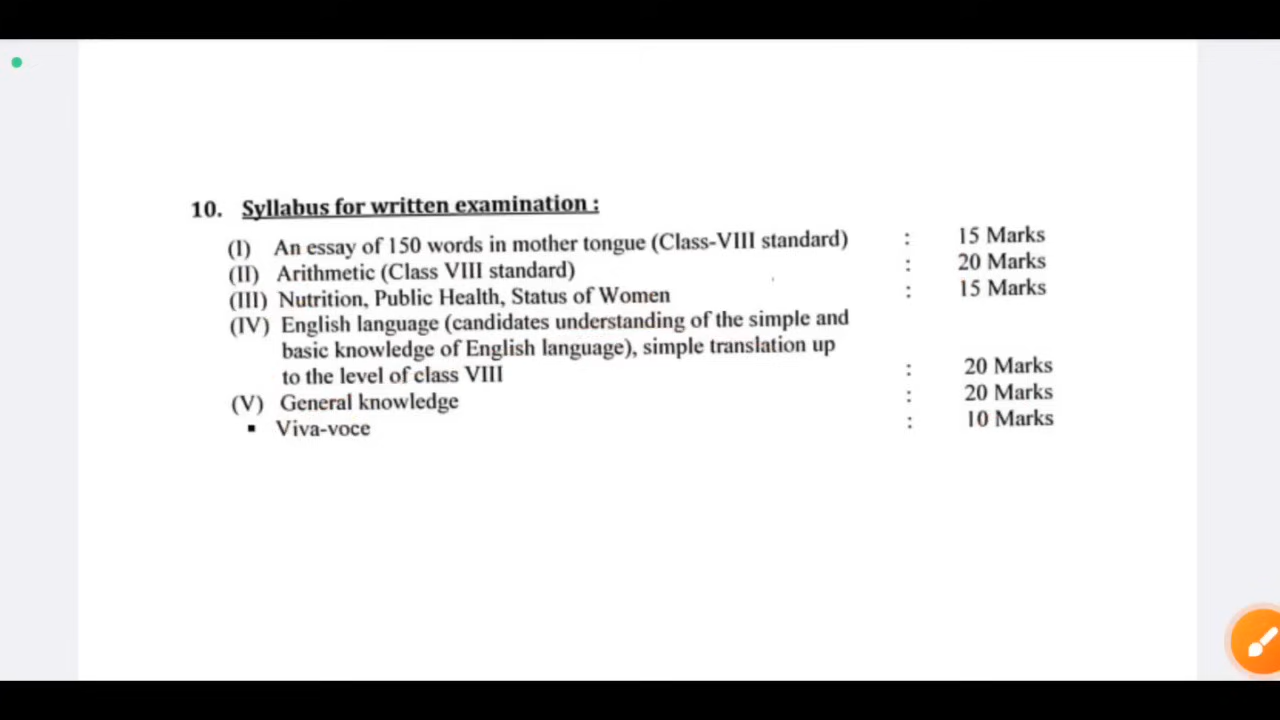 10. Syllabus for written examination :
(I) An essay of 150 words in mother tongue (Class-VIII standard) : 15 Marks
(II) Arithmetic (Class VIII standard) : 20 Marks
(III) Nutrition, Public Health, Status of Women : 15 Marks
(IV) English language (candidates understanding of the simple and
basic knowledge of English language), simple translation up
to the level of class VIII : 20 Marks
(V) General knowledge : 20 Marks
▪ Viva-voce : 10 Marks